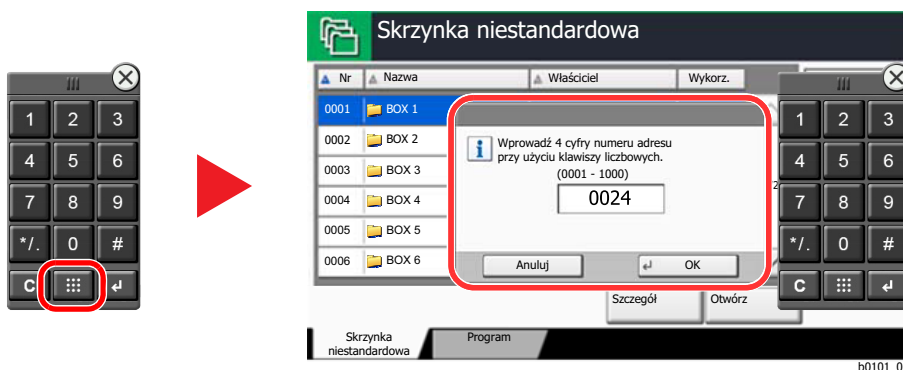 1 2 3
4 5 6
7 8 9
*/. 0 #
C
Skrzynka niestandardowa
Nr Nazwa Właściciel Wykorz.
0001 BOX 1
0002 BOX 2
0003 BOX 3
0004 BOX 4
0005 BOX 5
0006 BOX 6
Wprowadź 4 cyfry numeru adresu
przy użyciu klawiszy liczbowych.
(0001 - 1000)
0024
Anuluj OK
1 2 3
4 5 6
7 8 9
*/. 0 #
C
Szczegół Otwórz
Skrzynka
niestandardowa
Program
b0101_0